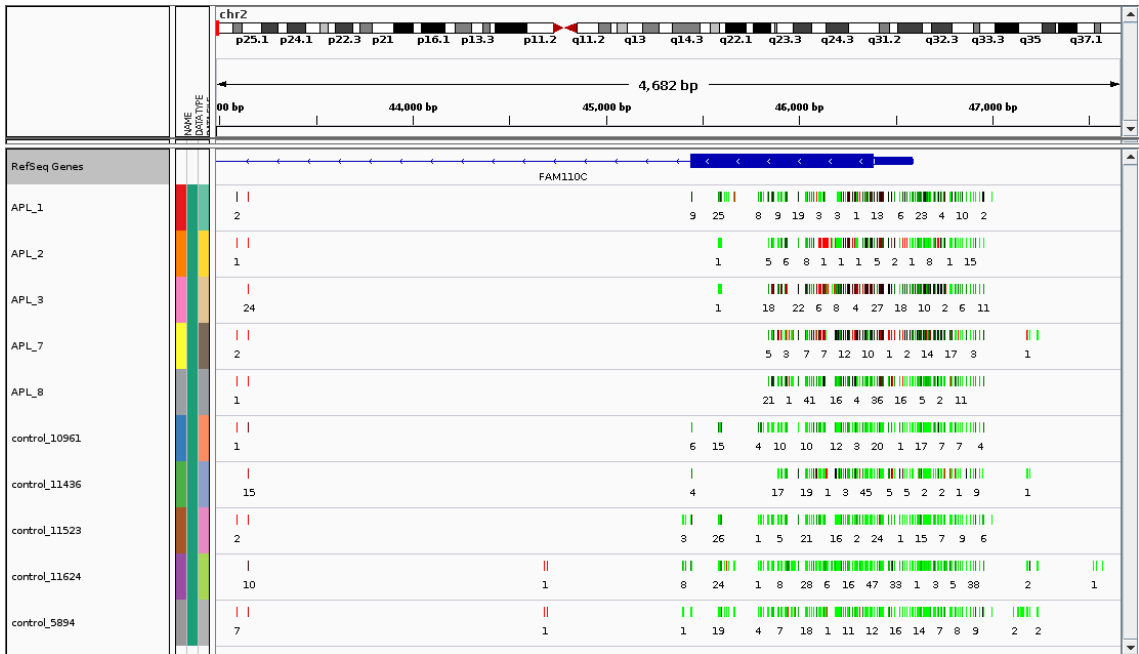 chr2
p25.1 p24.1 p22.3 p21 p16.1 p13.3 p11.2 q11.2 q13 q14.3 q22.1 q23.3 q24.3 q31.2 q32.3 q33.3 q35 q37.1
4,682 bp
00 bp 44,000 bp 45,000 bp 46,000 bp 47,000 bp
NAME
DATA TYPE
RefSeq Genes
FAM110C
APL_1
2 9 25 8 9 19 3 3 1 13 6 23 4 10 2
APL_2
1 1 5 6 8 1 1 1 5 2 1 8 1 15
APL_3
24 1 18 22 6 8 4 27 18 10 2 6 11
APL_7
2 5 3 7 7 12 10 1 2 14 17 3 1
APL_8
1 21 1 41 16 4 36 16 5 2 11
control_10961
1 6 15 4 10 10 12 3 20 1 17 7 7 4
control_11436
15 4 17 19 1 3 45 5 5 2 2 1 9 1
control_11523
2 3 26 1 5 21 16 2 24 1 15 7 9 6
control_11624
10 1 8 24 1 8 28 6 16 47 33 1 3 5 38 2 1
control_5894
7 1 1 19 4 7 18 1 11 12 16 14 7 8 9 2 2